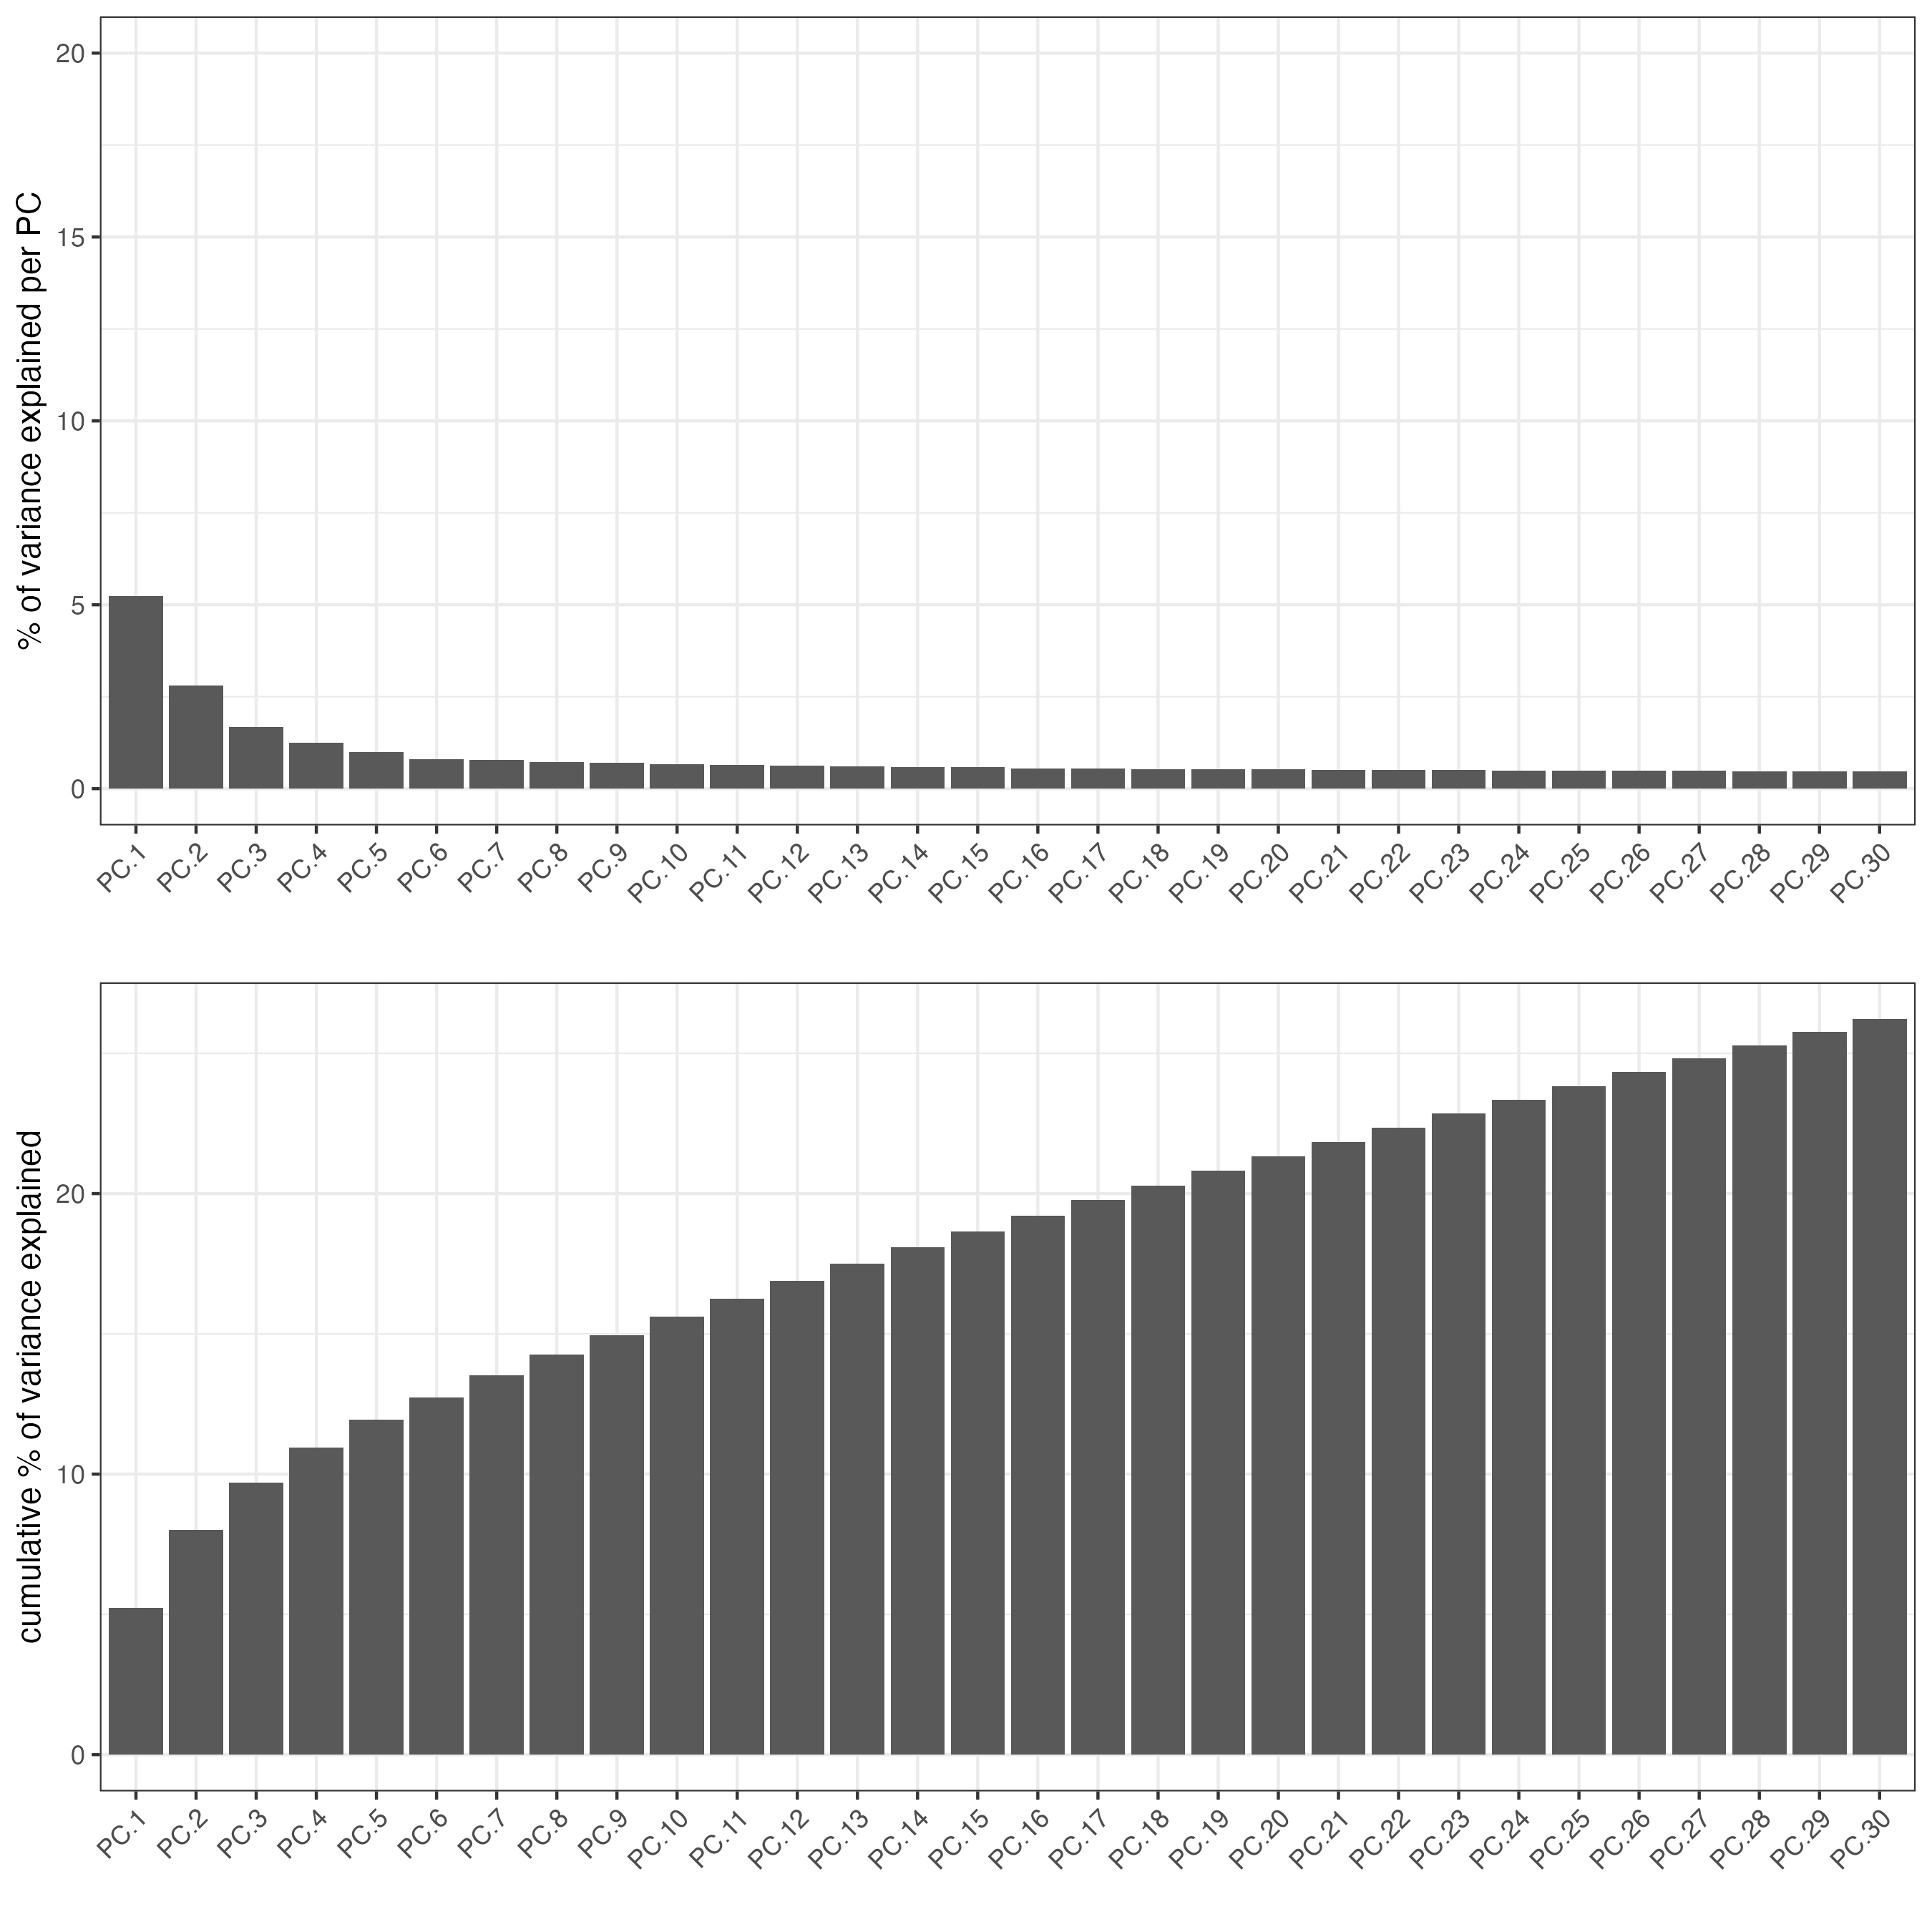 % of variance explained per PC
20
15
10
5
0
PC.1 PC.2 PC.3 PC.4 PC.5 PC.6 PC.7 PC.8 PC.9 PC.10 PC.11 PC.12 PC.13 PC.14 PC.15 PC.16 PC.17 PC.18 PC.19 PC.20 PC.21 PC.22 PC.23 PC.24 PC.25 PC.26 PC.27 PC.28 PC.29 PC.30
cumulative % of variance explained
20
10
0
PC.1 PC.2 PC.3 PC.4 PC.5 PC.6 PC.7 PC.8 PC.9 PC.10 PC.11 PC.12 PC.13 PC.14 PC.15 PC.16 PC.17 PC.18 PC.19 PC.20 PC.21 PC.22 PC.23 PC.24 PC.25 PC.26 PC.27 PC.28 PC.29 PC.30